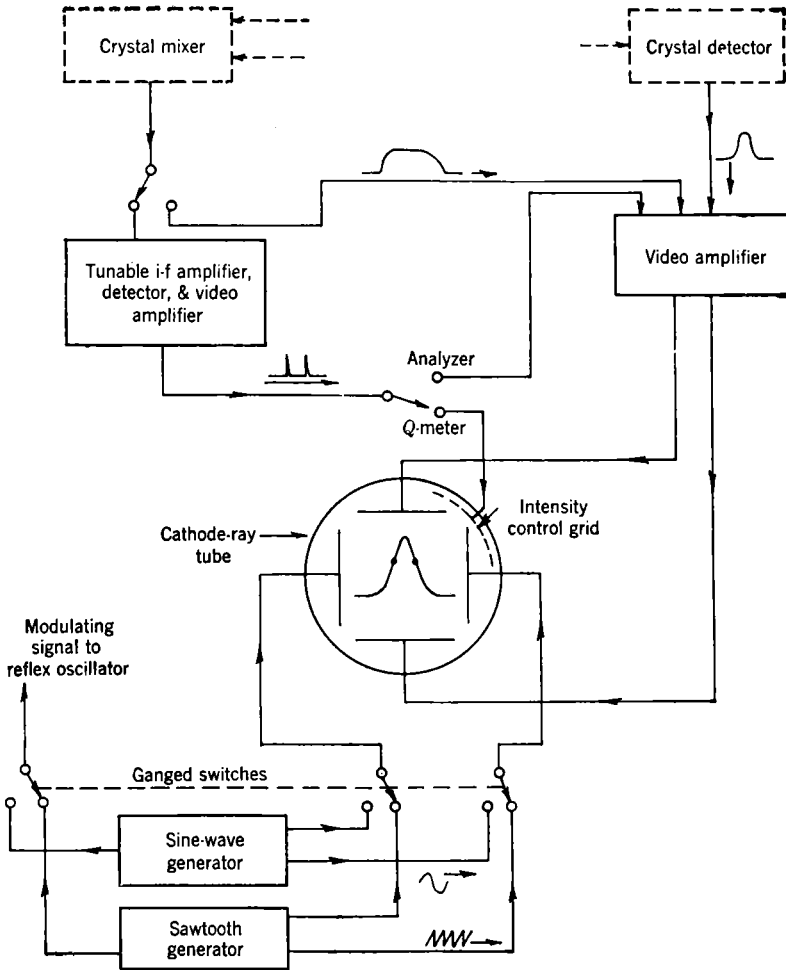 Crystal mixer
Crystal detector
Tunable i-f amplifier,
detector, & video
amplifier
Video amplifier
Analyzer
Q-meter
Intensity
control grid
Cathode-ray
tube
Modulating
signal to
reflex oscillator
Ganged switches
Sine-wave
generator
Sawtooth
generator